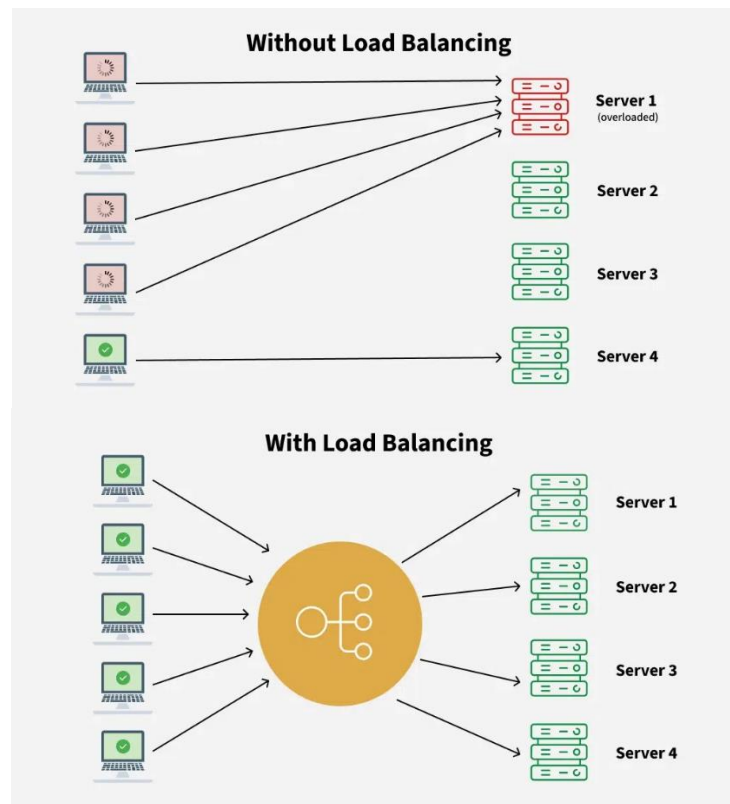 Without Load Balancing
Server 1
(overloaded)
Server 2
Server 3
Server 4
With Load Balancing
Server 1
Server 2
Server 3
Server 4